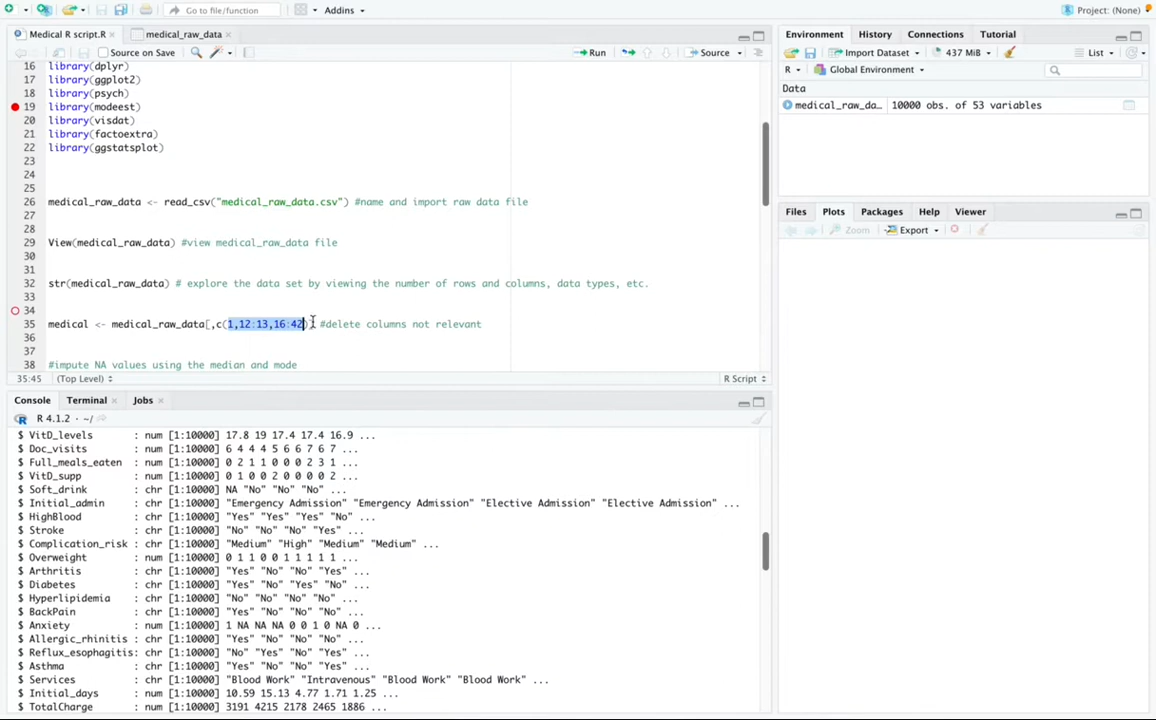 Go to file/function
Addins
Project: (None)
Medical R script.R
medical_raw_data
Source on Save
Run
Source
16 library(dplyr)
17 library(ggplot2)
18 library(psych)
19 library(modeest)
20 library(visdat)
21 library(factoextra)
22 library(ggstatsplot)
23
24
25
26 medical_raw_data <- read_csv("medical_raw_data.csv") #name and import raw data file
27
28
29 View(medical_raw_data) #view medical_raw_data file
30
31
32 str(medical_raw_data) # explore the data set by viewing the number of rows and columns, data types, etc.
33
34
35 medical <- medical_raw_data[,c(1,12:13,16:42)] #delete columns not relevant
36
37
38 #impute NA values using the median and mode
35:45 (Top Level) R Script
Console Terminal Jobs
R 4.1.2 · ~/
$ VitD_levels : num [1:10000] 17.8 19 17.4 17.4 16.9 ...
$ Doc_visits : num [1:10000] 6 4 4 4 5 6 6 7 6 7 ...
$ Full_meals_eaten : num [1:10000] 0 2 1 1 0 0 0 2 3 1 ...
$ VitD_supp : num [1:10000] 0 1 0 0 2 0 0 0 0 2 ...
$ Soft_drink : chr [1:10000] NA "No" "No" "No" ...
$ Initial_admin : chr [1:10000] "Emergency Admission" "Emergency Admission" "Elective Admission" "Elective Admission" ...
$ HighBlood : chr [1:10000] "Yes" "Yes" "Yes" "No" ...
$ Stroke : chr [1:10000] "No" "No" "No" "Yes" ...
$ Complication_risk : chr [1:10000] "Medium" "High" "Medium" "Medium" ...
$ Overweight : num [1:10000] 0 1 1 0 0 1 1 1 1 1 ...
$ Arthritis : chr [1:10000] "Yes" "No" "No" "Yes" ...
$ Diabetes : chr [1:10000] "Yes" "No" "Yes" "No" ...
$ Hyperlipidemia : chr [1:10000] "No" "No" "No" "No" ...
$ BackPain : chr [1:10000] "Yes" "No" "No" "No" ...
$ Anxiety : num [1:10000] 1 NA NA NA 0 0 1 0 NA 0 ...
$ Allergic_rhinitis : chr [1:10000] "Yes" "No" "No" "No" ...
$ Reflux_esophagitis: chr [1:10000] "No" "Yes" "No" "Yes" ...
$ Asthma : chr [1:10000] "Yes" "No" "No" "Yes" ...
$ Services : chr [1:10000] "Blood Work" "Intravenous" "Blood Work" "Blood Work" ...
$ Initial_days : num [1:10000] 10.59 15.13 4.77 1.71 1.25 ...
$ TotalCharge : num [1:10000] 3191 4215 2178 2465 1886 ...
Environment History Connections Tutorial
Import Dataset 437 MiB List
R Global Environment
Data
medical_raw_da... 10000 obs. of 53 variables
Files Plots Packages Help Viewer
Zoom Export